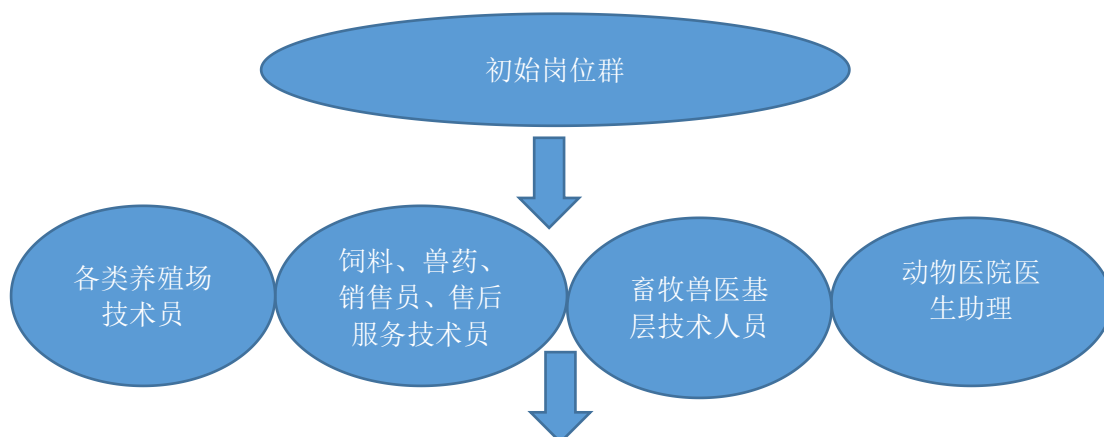 初始岗位群
各类养殖场
技术员
饲料、兽药、
销售员、售后
服务技术员
畜牧兽医基
层技术人员
动物医院医
生助理